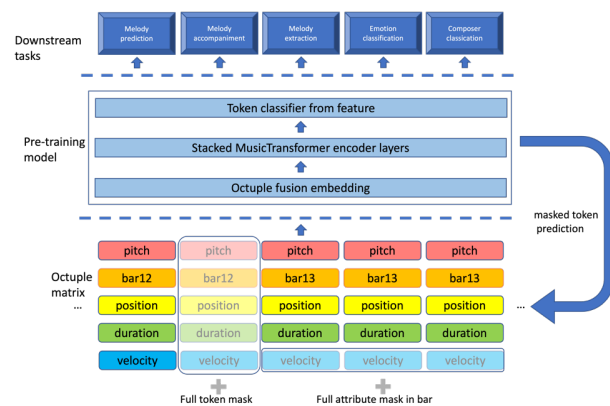 Downstream
tasks
Melody
prediction
Melody
accompaniment
Melody
extraction
Emotion
classification
Composer
classication
Pre-training
model
Token classifier from feature
Stacked MusicTransformer encoder layers
Octuple fusion embedding
masked token
prediction
Octuple
matrix
...
pitch pitch pitch pitch pitch
bar12 bar12 bar13 bar13 bar13
position position position position position
...
duration duration duration duration duration
velocity velocity velocity velocity velocity
Full token mask
Full attribute mask in bar